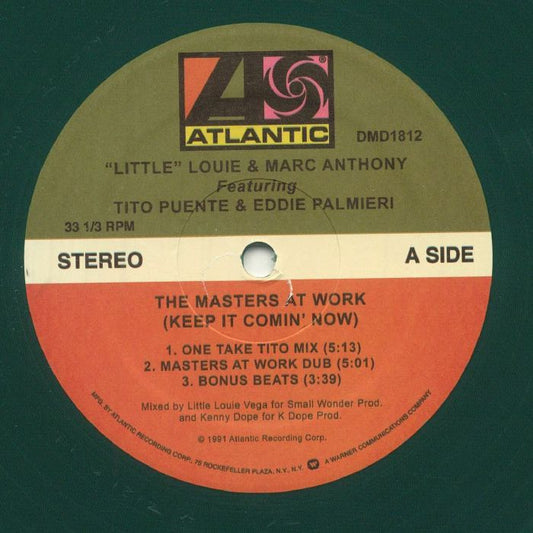 ATLANTIC
DMD1812
"LITTLE" LOUIE & MARC ANTHONY
Featuring
TITO PUENTE & EDDIE PALMIERI
33 1/3 RPM
STEREO
A SIDE
THE MASTERS AT WORK
(KEEP IT COMIN' NOW)
1. ONE TAKE TITO MIX (5:13)
2. MASTERS AT WORK DUB (5:01)
3. BONUS BEATS (3:39)
Mixed by Little Louie Vega for Small Wonder Prod.
and Kenny Dope for K Dope Prod.
© 1991 Atlantic Recording Corp.
MFG. BY ATLANTIC RECORDING CORP., 75 ROCKEFELLER PLAZA, N.Y., N.Y. A WARNER COMMUNICATIONS COMPANY